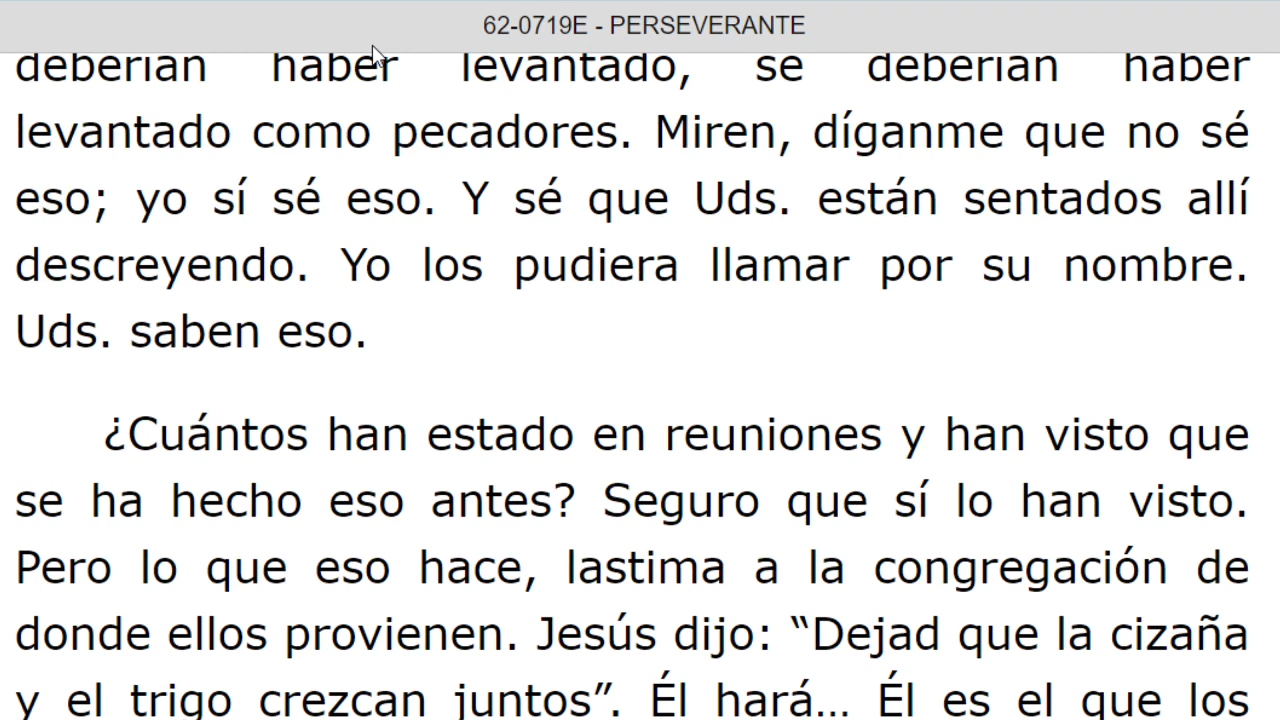 62-0719E - PERSEVERANTE
deberían haber levantado, se deberían haber
levantado como pecadores. Miren, díganme que no sé
eso; yo sí sé eso. Y sé que Uds. están sentados allí
descreyendo. Yo los pudiera llamar por su nombre.
Uds. saben eso.
¿Cuántos han estado en reuniones y han visto que
se ha hecho eso antes? Seguro que sí lo han visto.
Pero lo que eso hace, lastima a la congregación de
donde ellos provienen. Jesús dijo: “Dejad que la cizaña
y el trigo crezcan juntos”. Él hará… Él es el que los